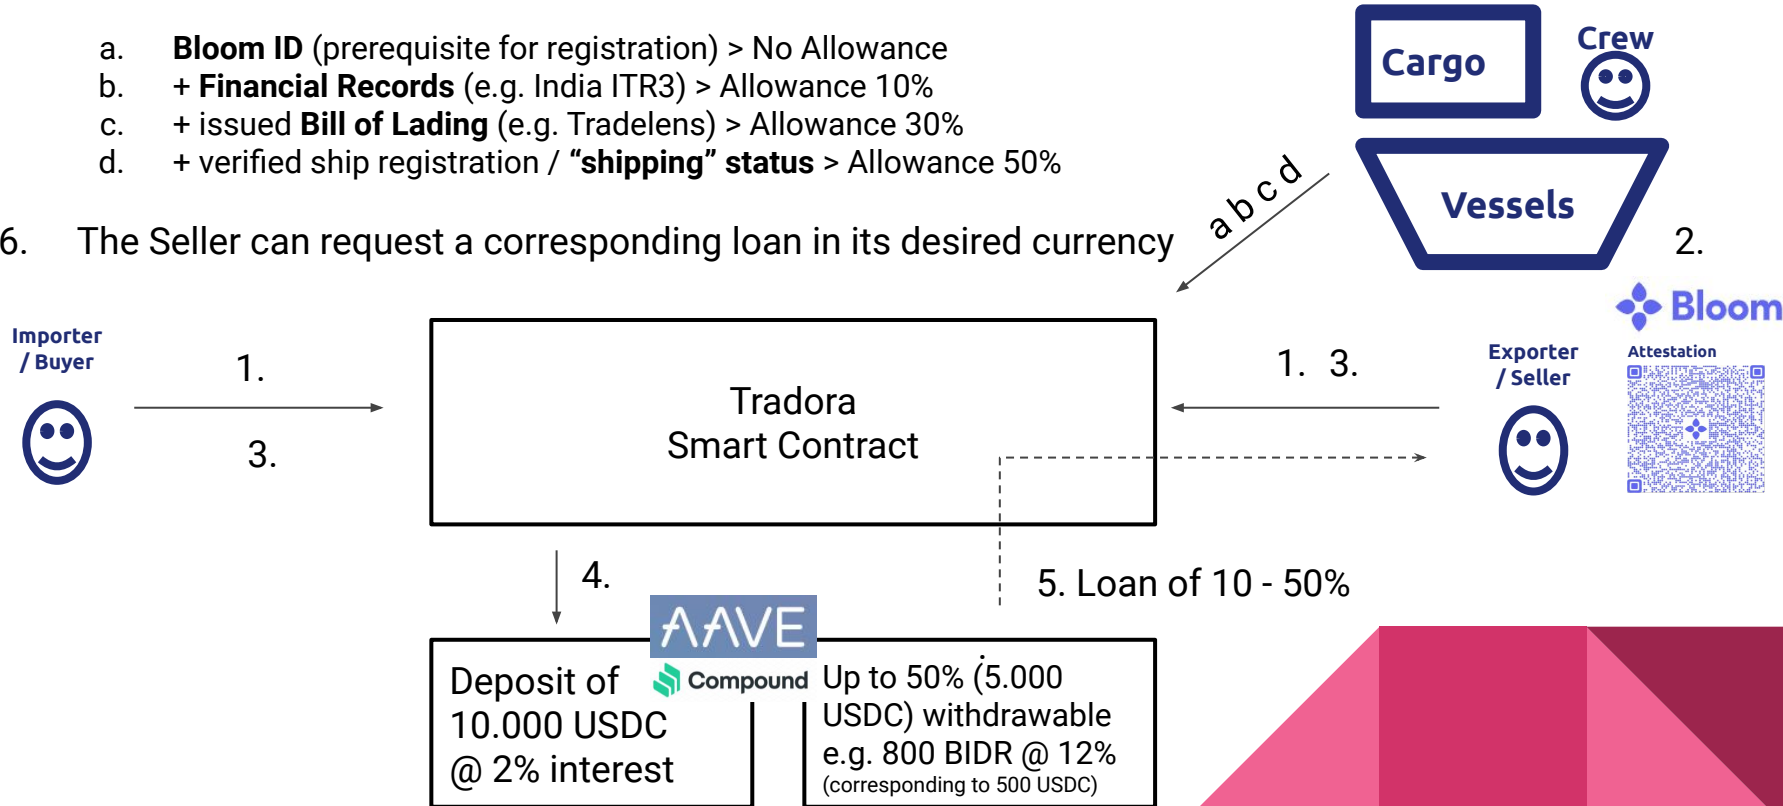 a. Bloom ID (prerequisite for registration) > No Allowance
b. + Financial Records (e.g. India ITR3) > Allowance 10%
c. + issued Bill of Lading (e.g. Tradelens) > Allowance 30%
d. + verified ship registration / “shipping” status > Allowance 50%
6. The Seller can request a corresponding loan in its desired currency
Cargo
Crew
Vessels
a b c d
2.
Bloom
Importer
/ Buyer
1.
3.
Tradora
Smart Contract
1. 3.
Exporter
/ Seller
Attestation
4.
5. Loan of 10 - 50%
AAVE
Compound
Deposit of
10.000 USDC
@ 2% interest
Up to 50% (5.000
USDC) withdrawable
e.g. 800 BIDR @ 12%
(corresponding to 500 USDC)